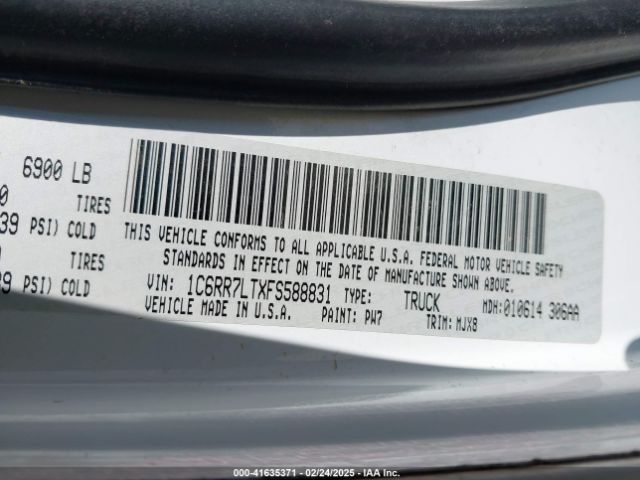 6900 LB
0 TIRES
39 PSI) COLD
TIRES
39 PSI) COLD
THIS VEHICLE CONFORMS TO ALL APPLICABLE U.S.A. FEDERAL MOTOR VEHICLE SAFETY
STANDARDS IN EFFECT ON THE DATE OF MANUFACTURE SHOWN ABOVE.
VIN: 1C6RR7LTXFS588831 TYPE: TRUCK MDH:010614 306AA
VEHICLE MADE IN U.S.A. PAINT: PW7 TRIM:MJX8
000-41635371 - 02/24/2025 - IAA Inc.